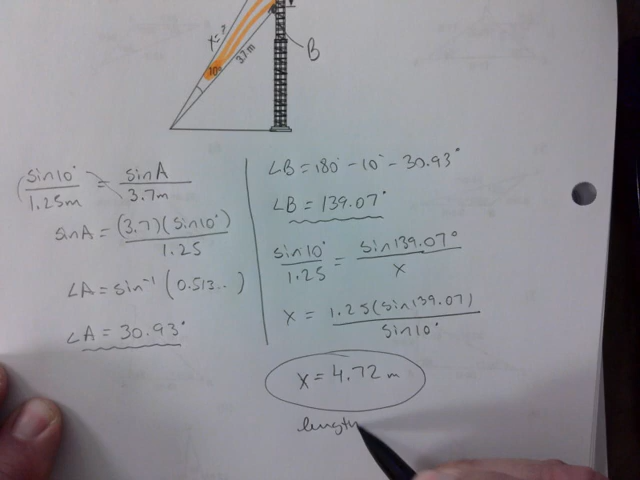 x=?
10°
3.7m
B
sin10° / 1.25m = sinA / 3.7m
sinA = (3.7)(sin10°) / 1.25
∠A = sin⁻¹ (0.513..)
∠A = 30.93°
∠B = 180° - 10° - 30.93°
∠B = 139.07°
sin10° / 1.25 = sin139.07° / x
x = 1.25(sin139.07) / sin10°
x = 4.72 m
length